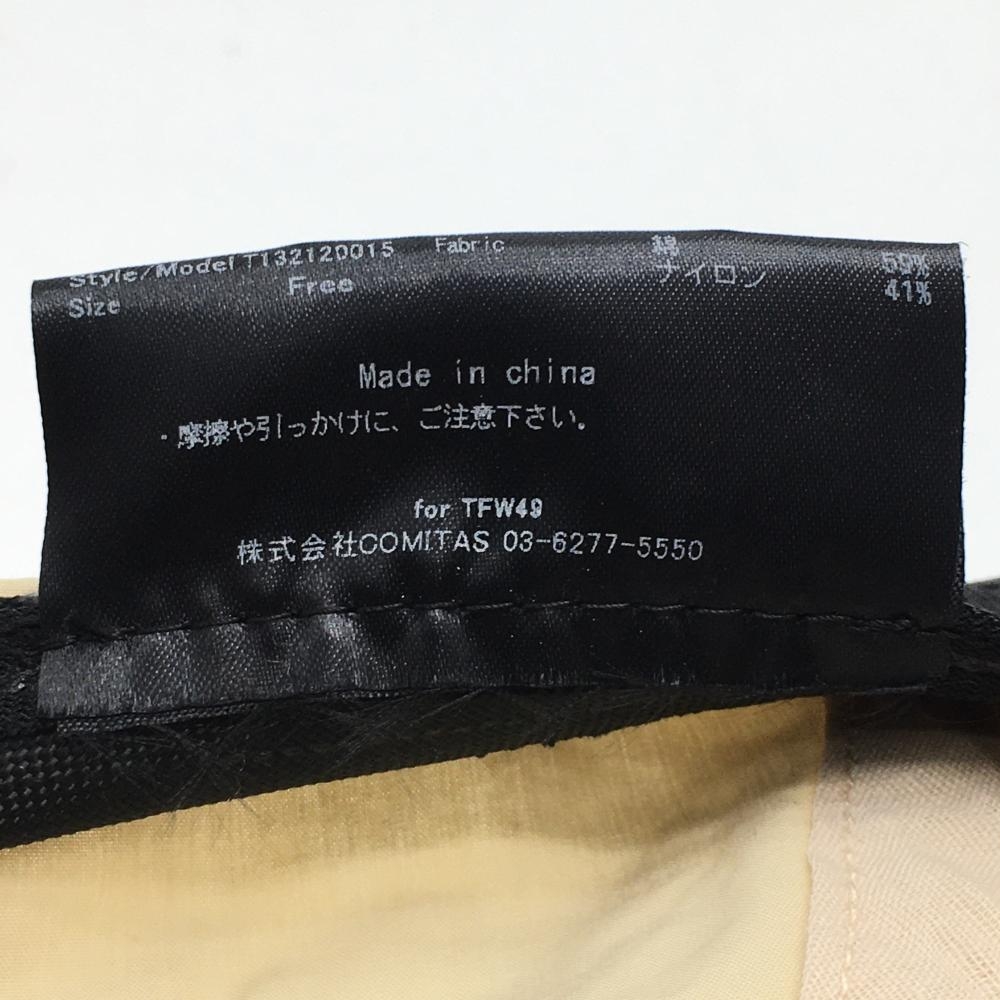 Style/Model T132120015 Fabric 綿 59%
Size Free ナイロン 41%
Made in china
・摩擦や引っかけに、ご注意下さい。
for TFW49
株式会社COMITAS 03-6277-5550